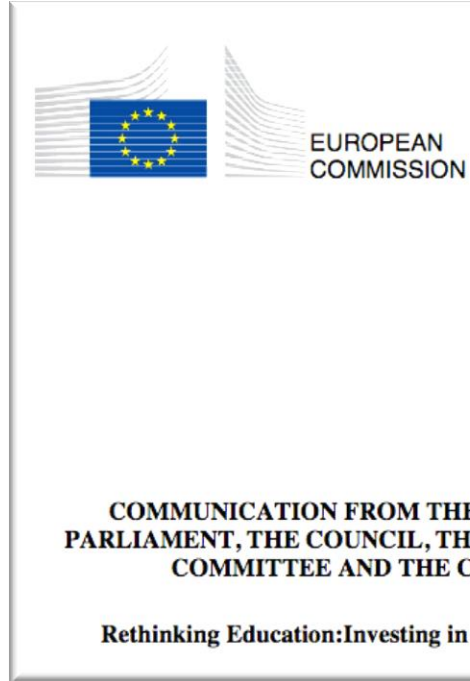 EUROPEAN
COMMISSION
COMMUNICATION FROM THE
PARLIAMENT, THE COUNCIL, TH
COMMITTEE AND THE C
Rethinking Education:Investing in